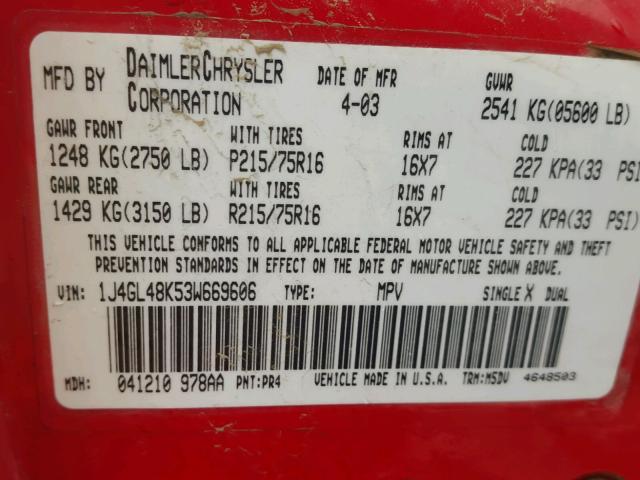 MFD BY DAIMLERCHRYSLER CORPORATION DATE OF MFR 4-03 GVWR 2541 KG(05600 LB)
GAWR FRONT WITH TIRES RIMS AT COLD
1248 KG(2750 LB) P215/75R16 16X7 227 KPA(33 PSI
GAWR REAR WITH TIRES RIMS AT COLD
1429 KG(3150 LB) R215/75R16 16X7 227 KPA(33 PSI)
THIS VEHICLE CONFORMS TO ALL APPLICABLE FEDERAL MOTOR VEHICLE SAFETY AND THEFT
PREVENTION STANDARDS IN EFFECT ON THE DATE OF MANUFACTURE SHOWN ABOVE.
VIN: 1J4GL48K53W669606 TYPE: MPV SINGLE X DUAL
MDH: 041210 978AA PNT:PR4 VEHICLE MADE IN U.S.A. TRM:MSDV 4648503